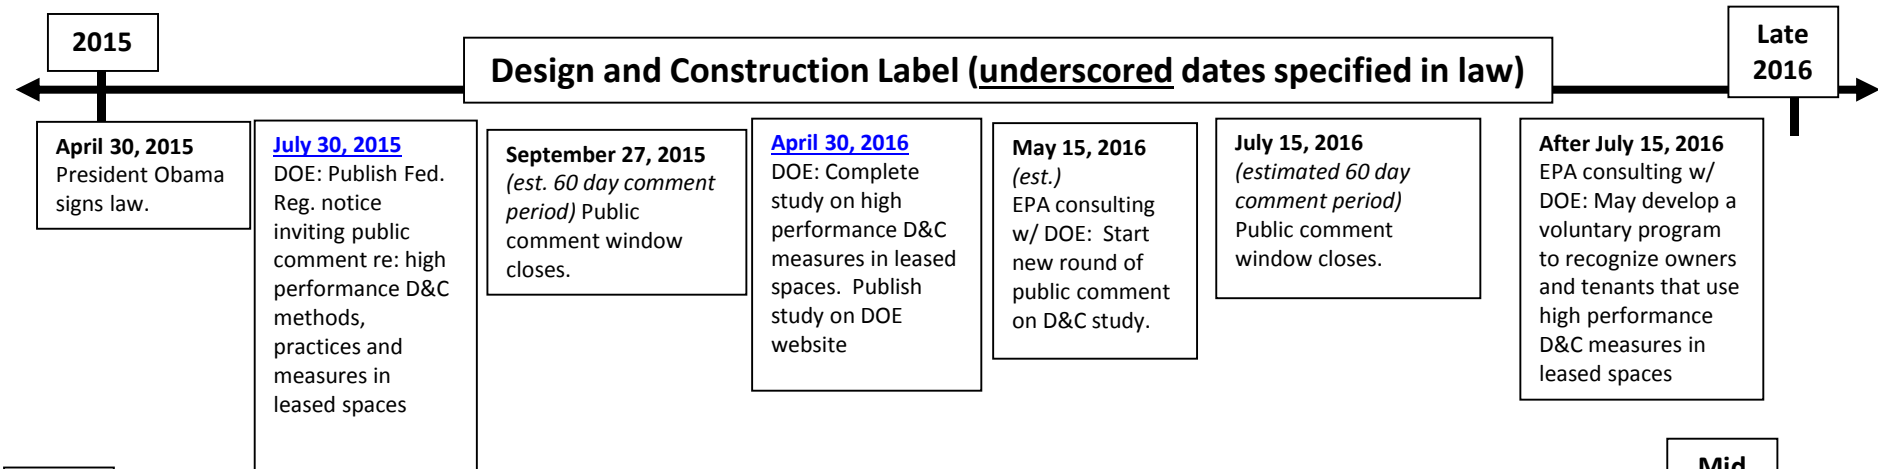 2015
Design and Construction Label (underscored dates specified in law)
Late
2016
April 30, 2015
President Obama
signs law.
July 30, 2015
DOE: Publish Fed.
Reg. notice
inviting public
comment re: high
performance D&C
methods,
practices and
measures in
leased spaces
September 27, 2015
(est. 60 day comment
period) Public
comment window
closes.
April 30, 2016
DOE: Complete
study on high
performance D&C
measures in leased
spaces.  Publish
study on DOE
website
May 15, 2016
(est.)
EPA consulting
w/ DOE:  Start
new round of
public comment
on D&C study.
July 15, 2016
(estimated 60 day
comment period)
Public comment
window closes.
After July 15, 2016
EPA consulting w/
DOE: May develop a
voluntary program
to recognize owners
and tenants that use
high performance
D&C measures in
leased spaces
Mid